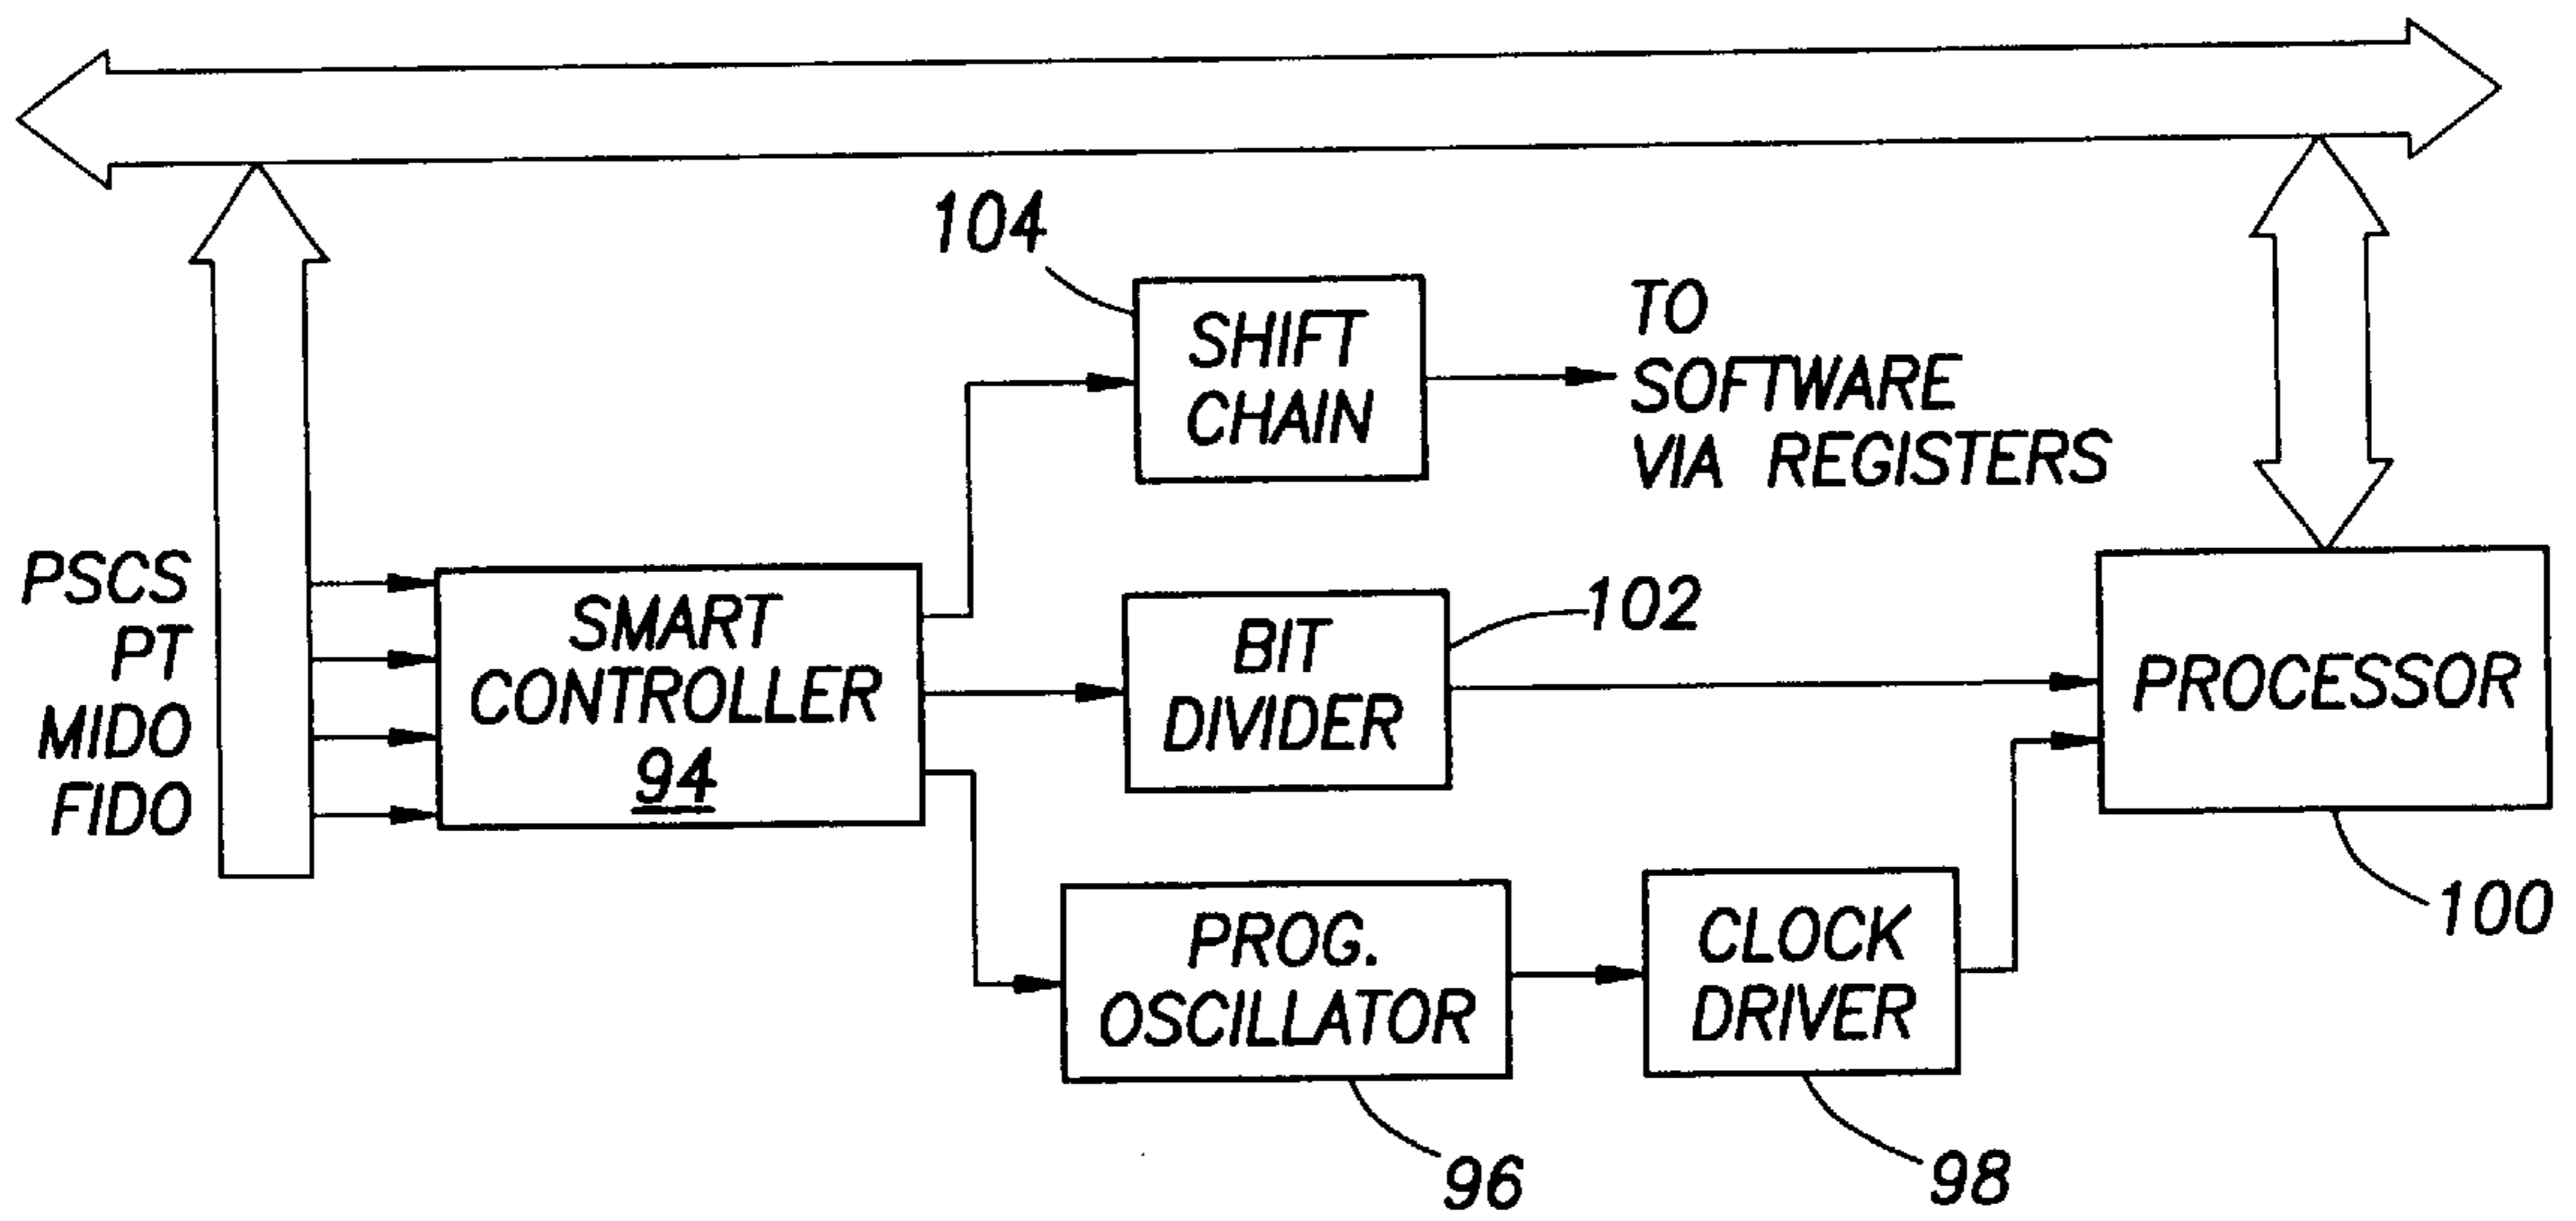 104
SHIFT
CHAIN
TO
SOFTWARE
VIA REGISTERS
PSCS
PT
MIDO
FIDO
SMART
CONTROLLER
94
BIT
DIVIDER
102
PROCESSOR
100
PROG.
OSCILLATOR
96
CLOCK
DRIVER
98